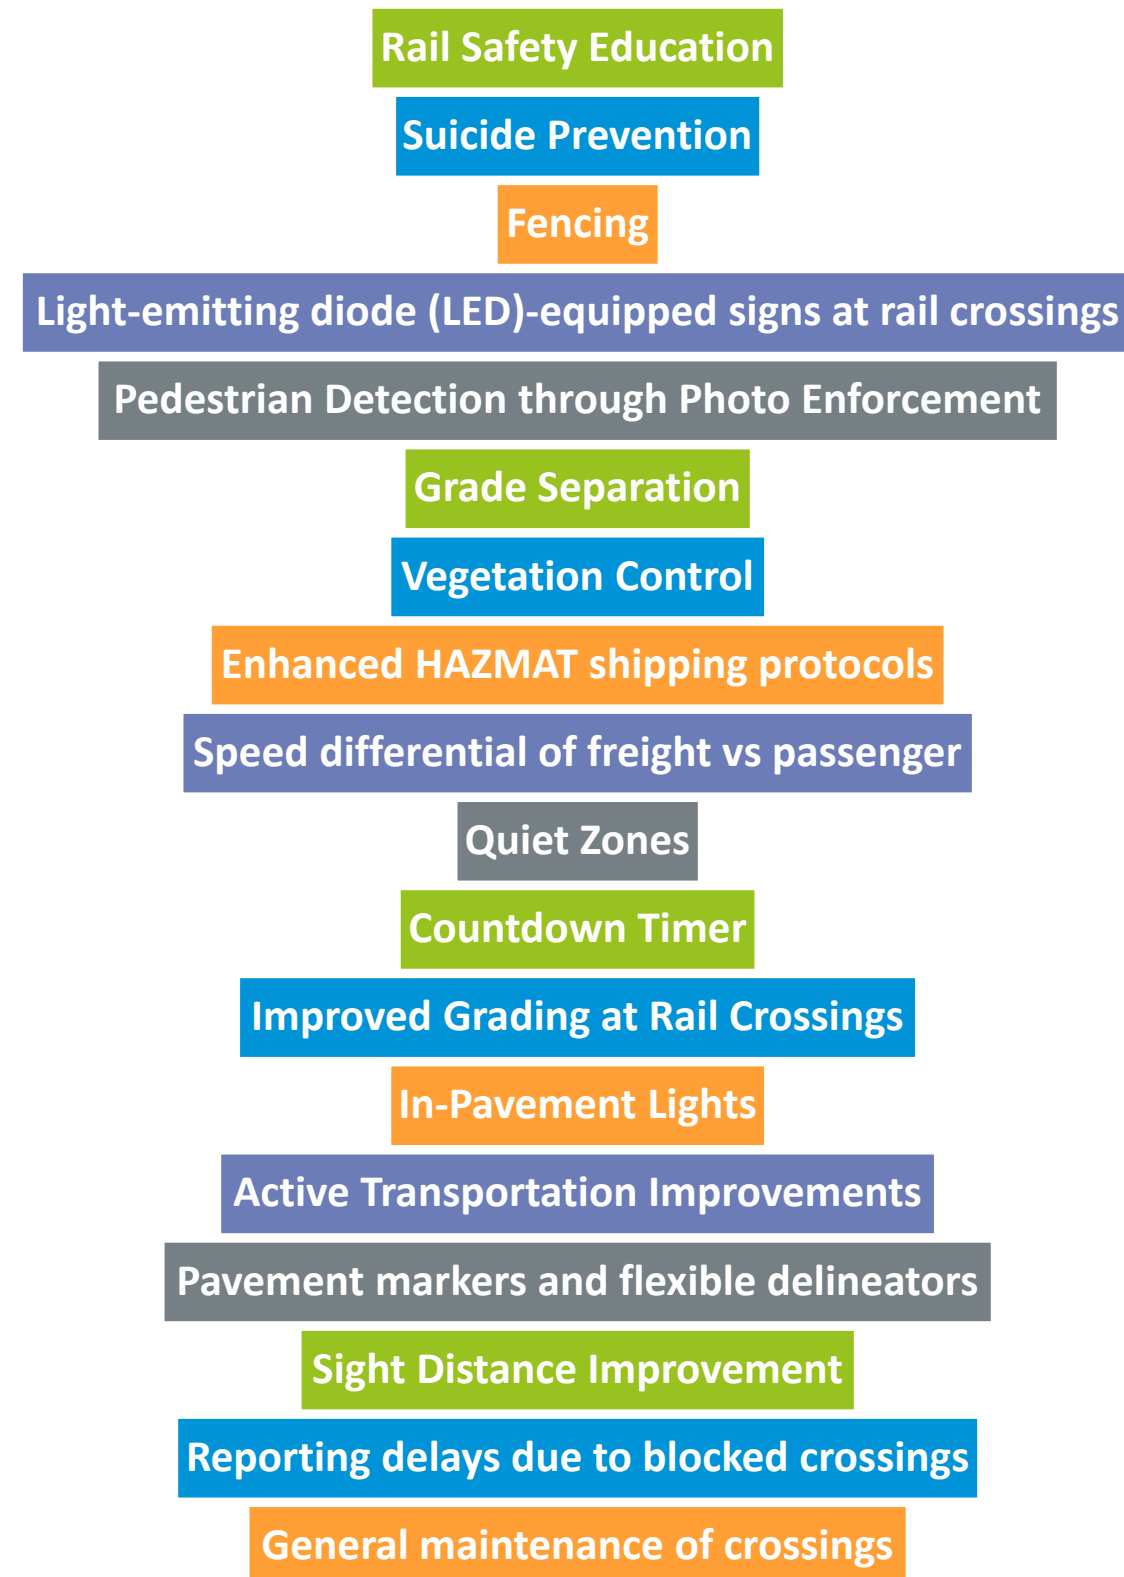 Rail Safety Education
Suicide Prevention
Fencing
Light-emitting diode (LED)-equipped signs at rail crossings
Pedestrian Detection through Photo Enforcement
Grade Separation
Vegetation Control
Enhanced HAZMAT shipping protocols
Speed differential of freight vs passenger
Quiet Zones
Countdown Timer
Improved Grading at Rail Crossings
In-Pavement Lights
Active Transportation Improvements
Pavement markers and flexible delineators
Sight Distance Improvement
Reporting delays due to blocked crossings
General maintenance of crossings